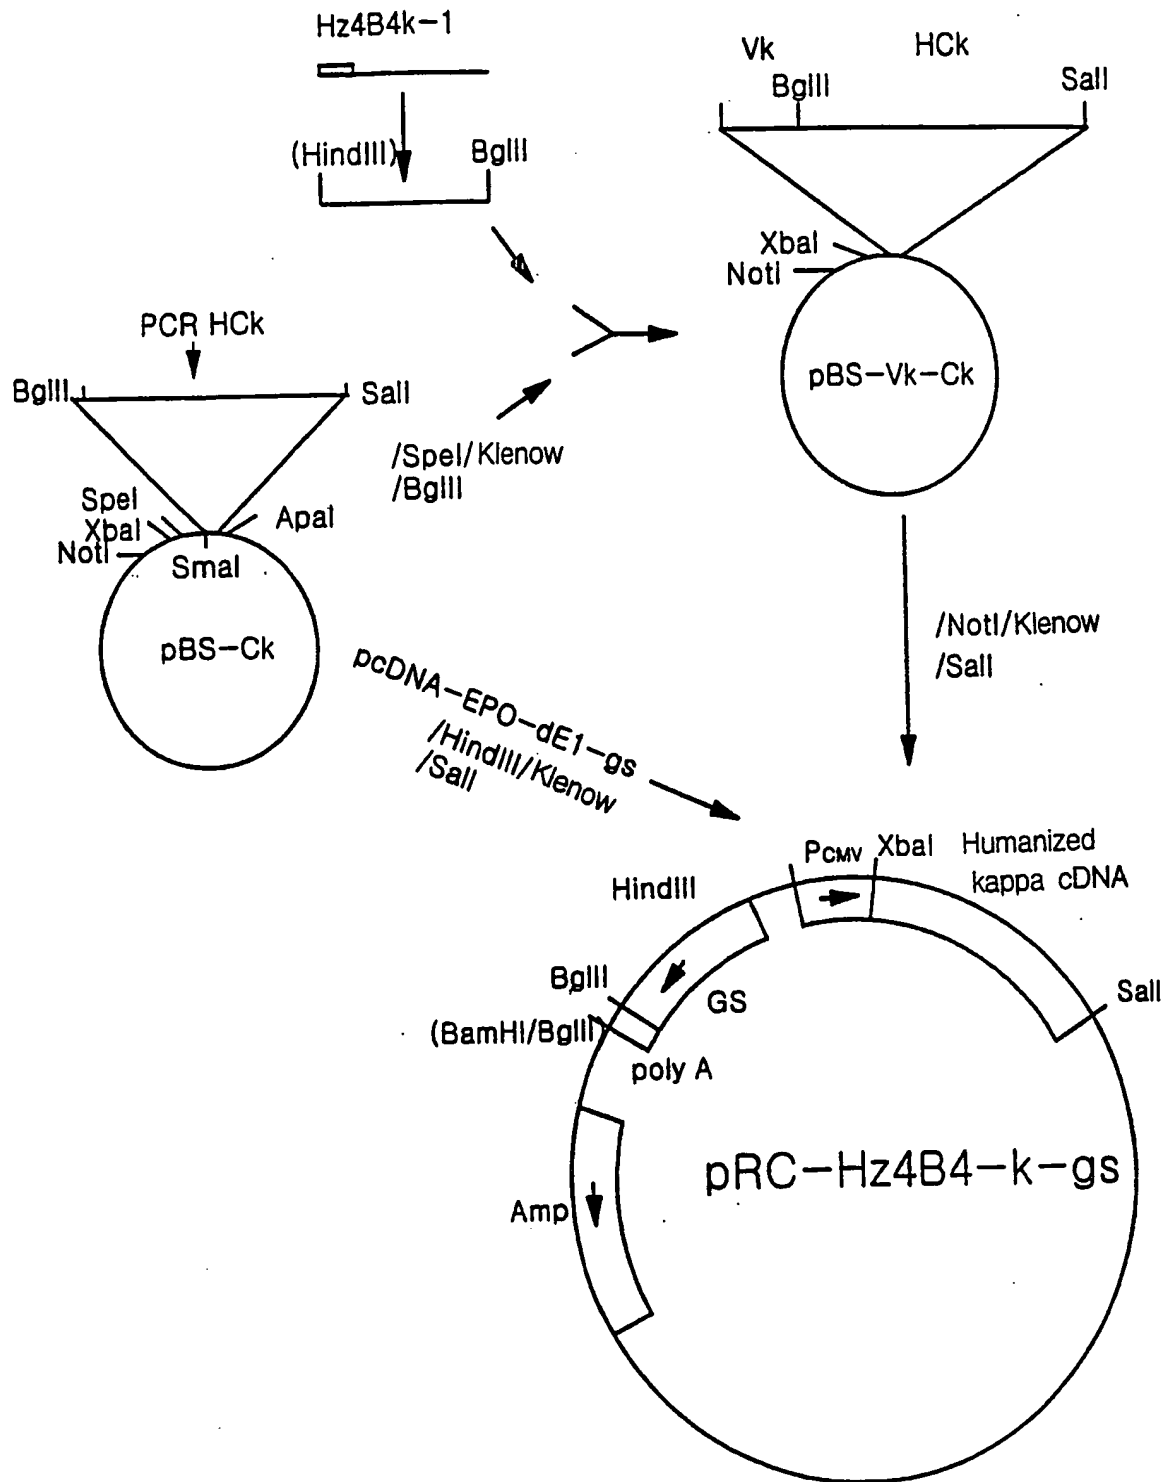 Hz4B4k-1
(HindIII)
BglII
Vk
HCk
BglII
SalI
XbaI
NotI
pBS-Vk-Ck
PCR HCk
BglII
SalI
/SpeI/Klenow
/BglII
SpeI
XbaI
NotI
ApaI
SmaI
pBS-Ck
/NotI/Klenow
/SalI
pcDNA-EPO-dE1-gs
/HindIII/Klenow
/SalI
PCMV
XbaI
Humanized
kappa cDNA
HindIII
BglII
GS
SalI
(BamHI/BglII)
poly A
pRC-Hz4B4-k-gs
Amp